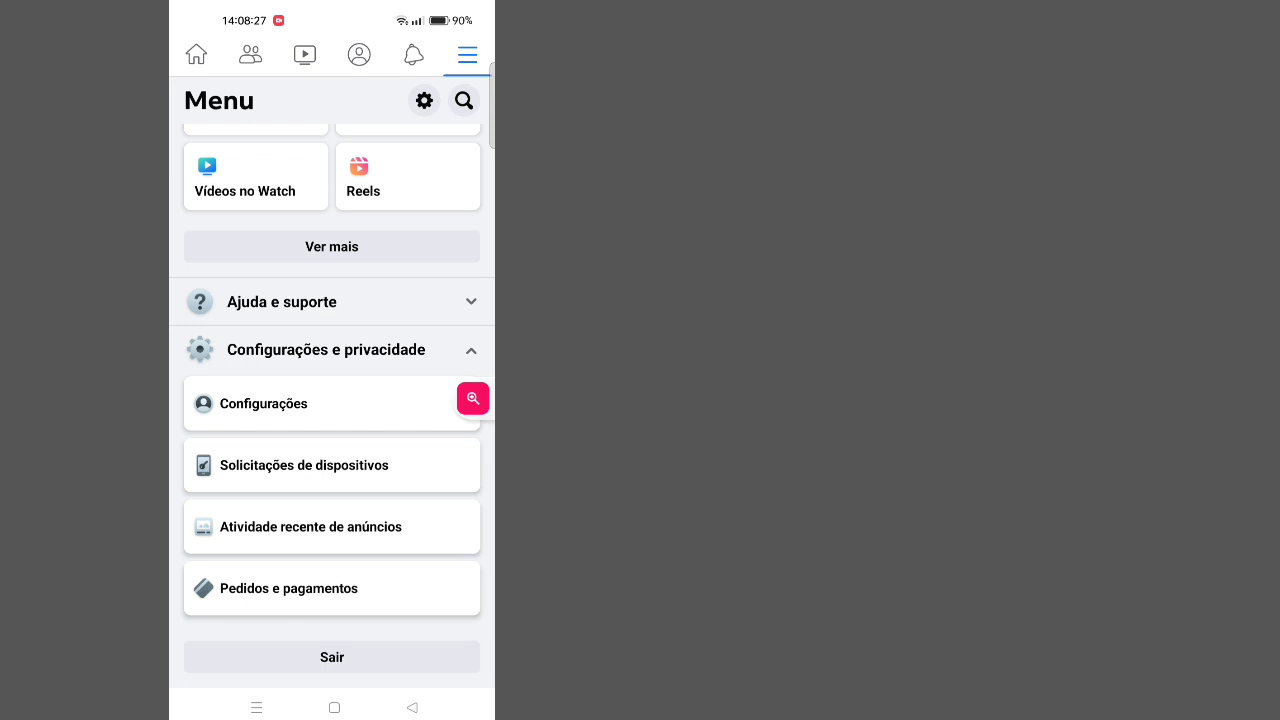 14:08:27
90%
Menu
Vídeos no Watch
Reels
Ver mais
Ajuda e suporte
Configurações e privacidade
Configurações
Solicitações de dispositivos
Atividade recente de anúncios
Pedidos e pagamentos
Sair